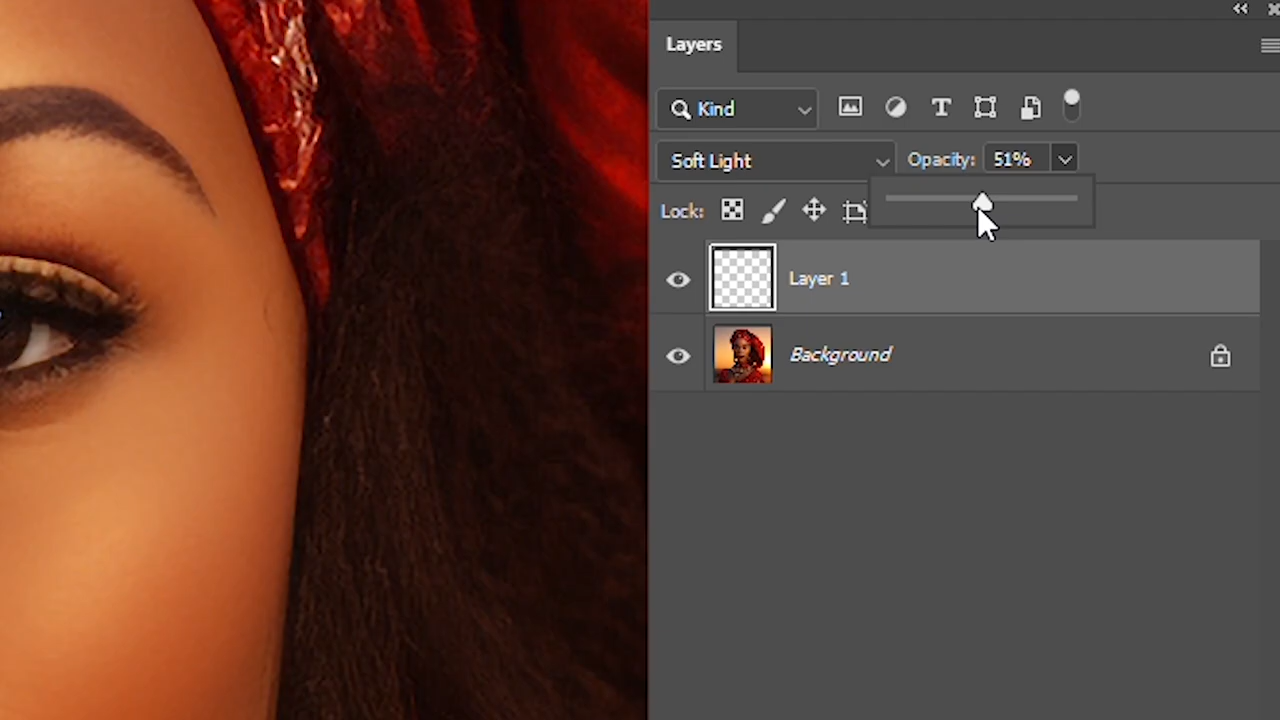 Layers
Kind
Soft Light Opacity: 51%
Lock:
Layer 1
Background